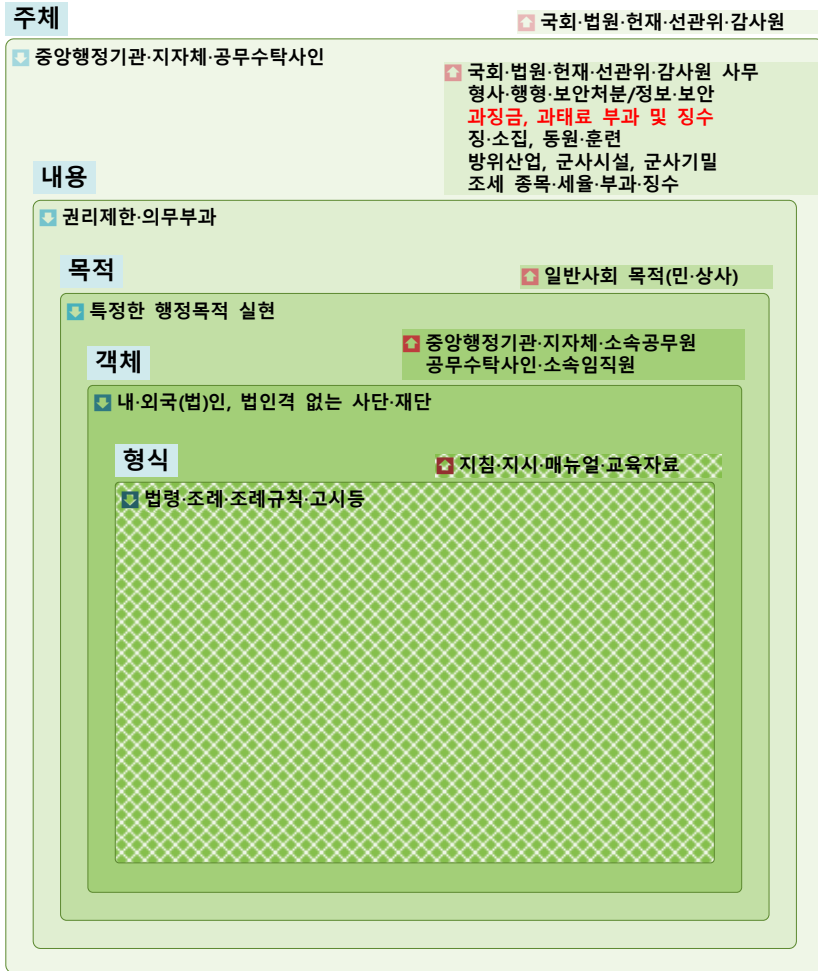 주체
국회·법원·헌재·선관위·감사원
중앙행정기관·지자체·공무수탁사인
국회·법원·헌재·선관위·감사원 사무
형사·행형·보안처분/정보·보안
과징금, 과태료 부과 및 징수
징·소집, 동원·훈련
방위산업, 군사시설, 군사기밀
조세 종목·세율·부과·징수
내용
권리제한·의무부과
목적
일반사회 목적(민·상사)
특정한 행정목적 실현
중앙행정기관·지자체·소속공무원
공무수탁사인·소속임직원
객체
내·외국(법)인, 법인격 없는 사단·재단
형식
지침·지시·매뉴얼·교육자료
법령·조례·조례규칙·고시등